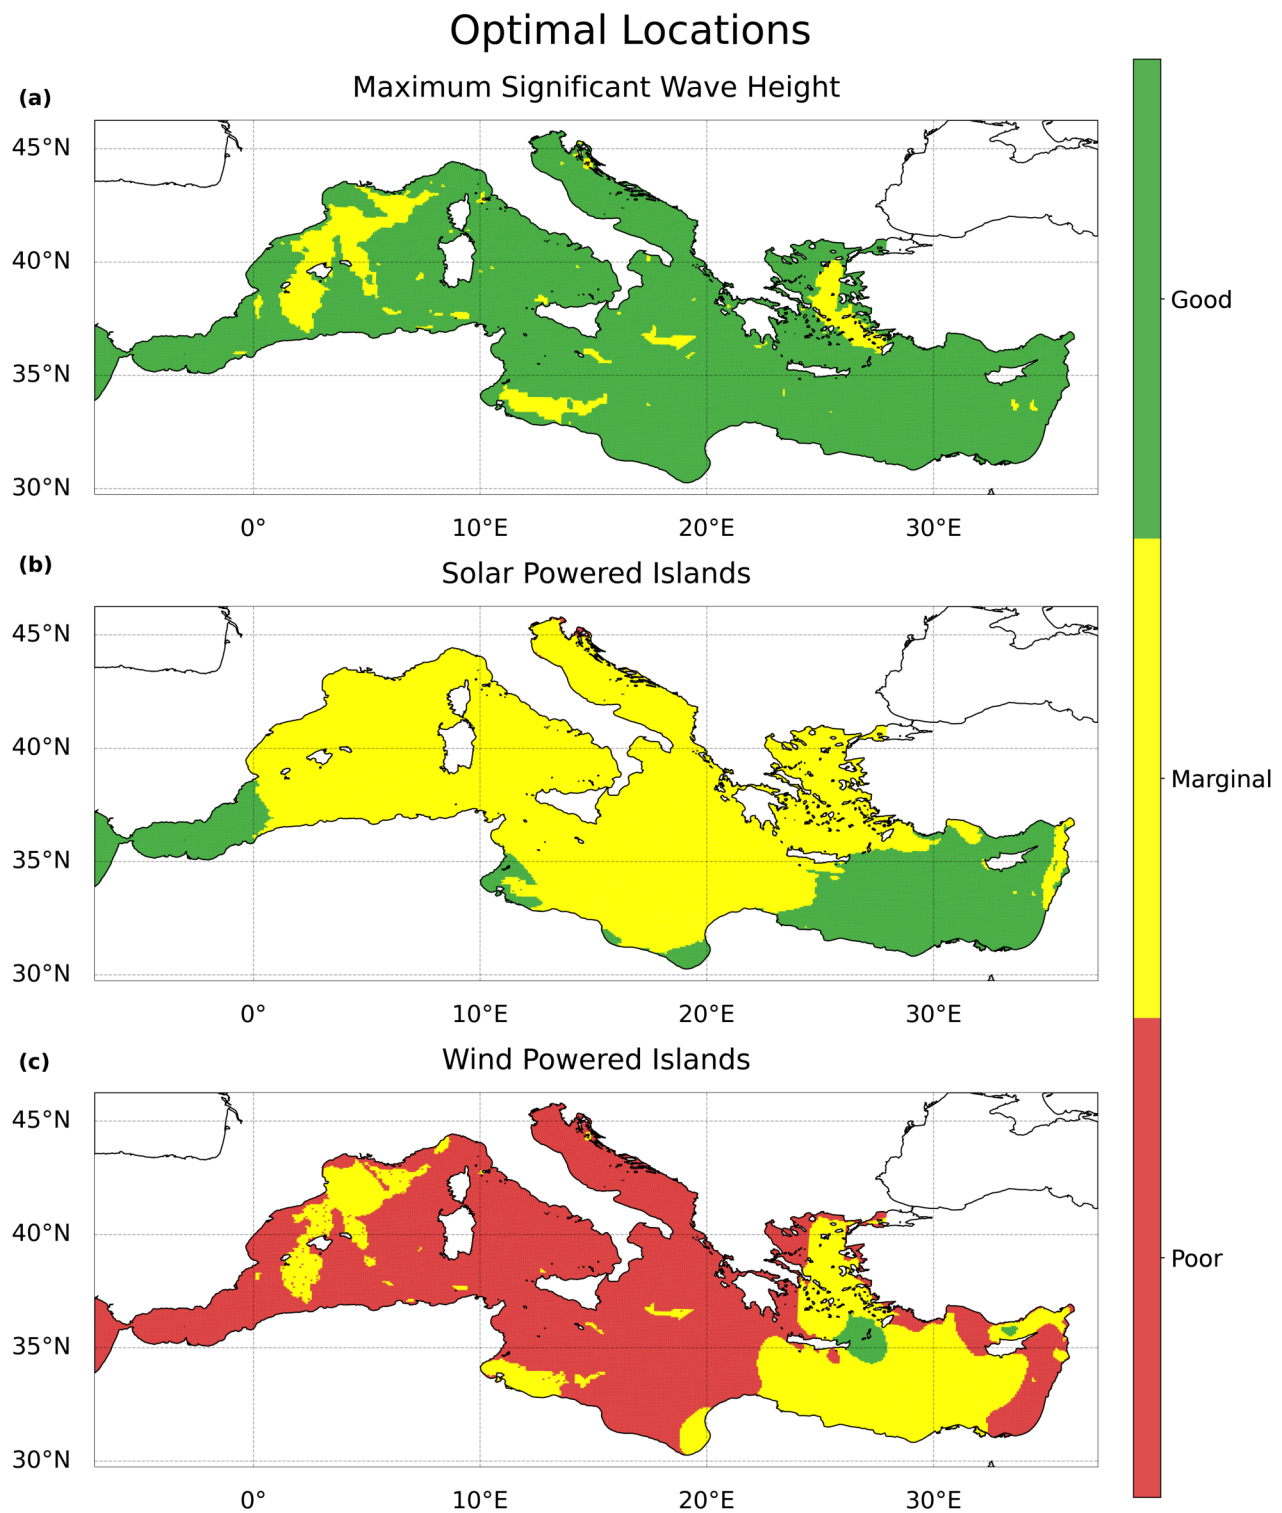 Optimal Locations
Maximum Significant Wave Height
(a)
45°N
40°N
35°N
30°N
0°
10°E
20°E
30°E
(b)
Solar Powered Islands
45°N
40°N
35°N
30°N
0°
10°E
20°E
30°E
(c)
Wind Powered Islands
45°N
40°N
35°N
30°N
0°
10°E
20°E
30°E
Good
Marginal
Poor